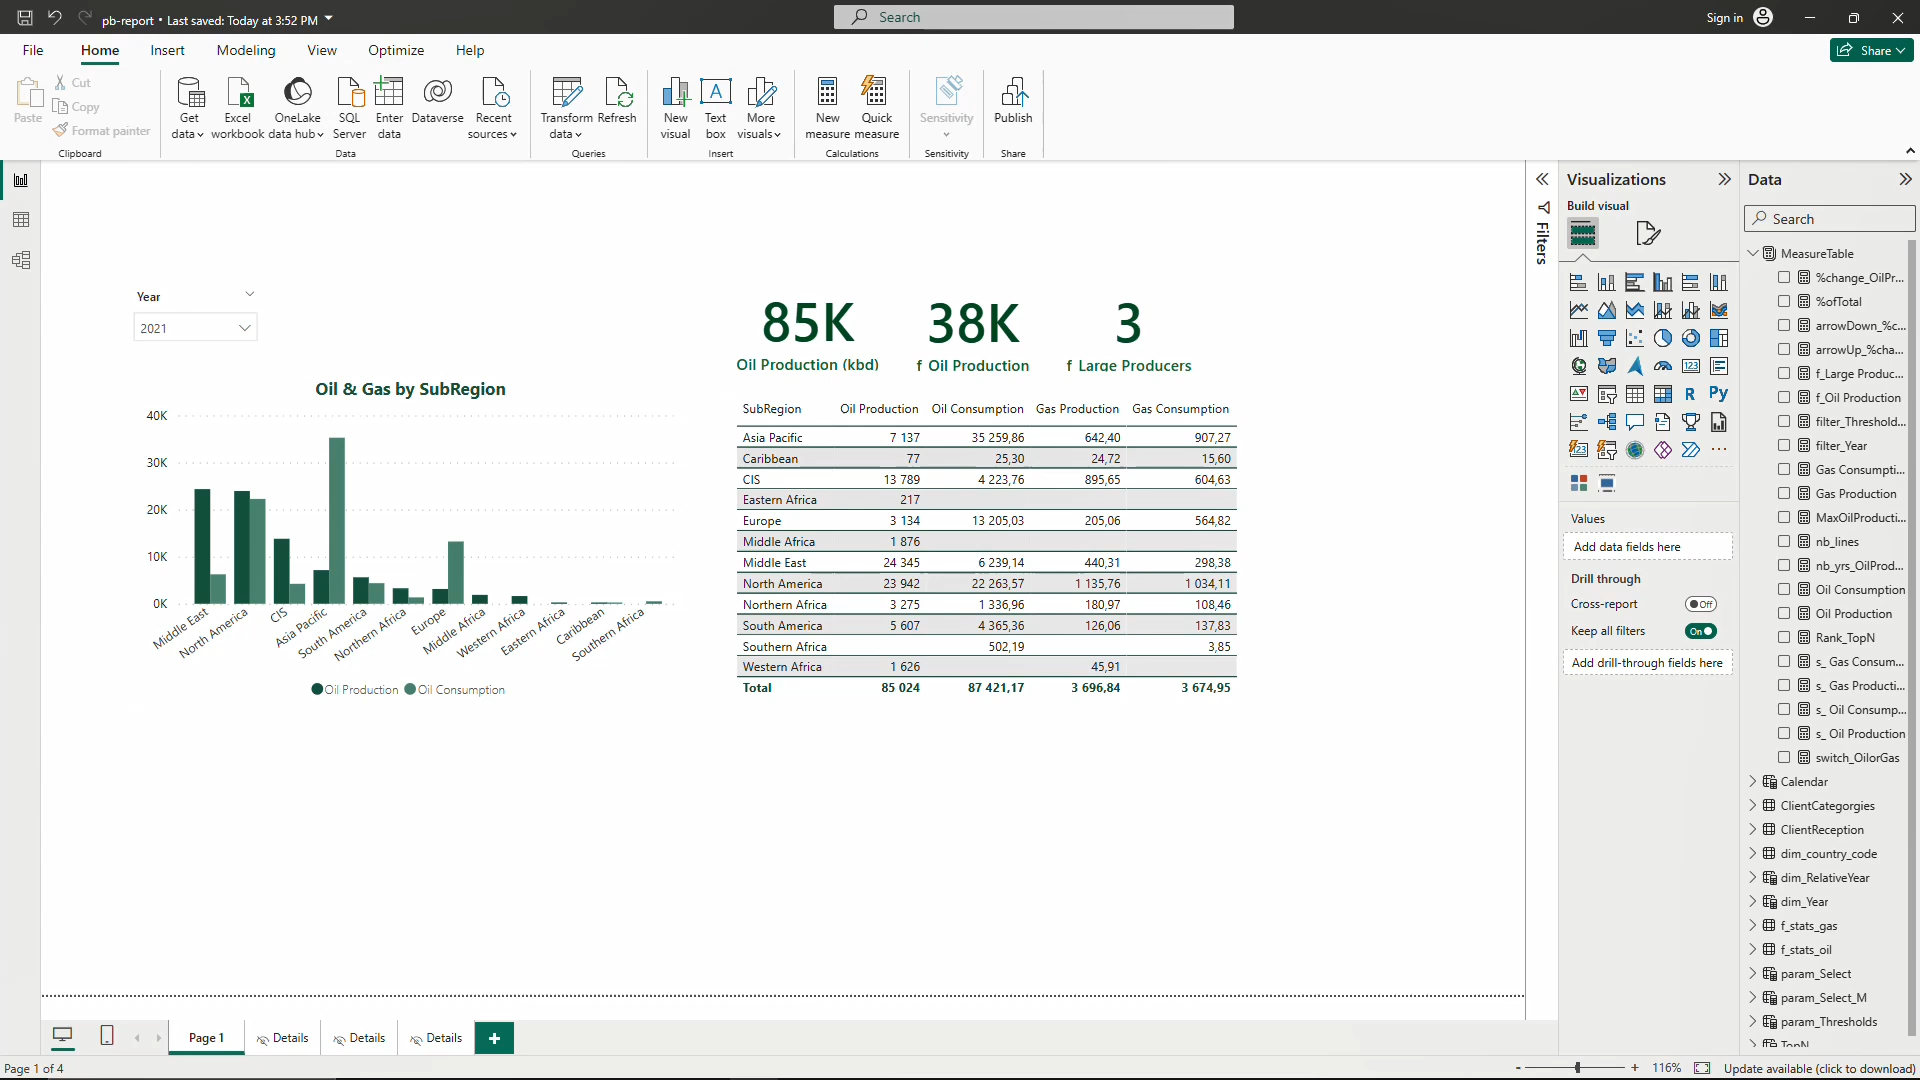 pb-report • Last saved: Today at 3:52 PM
Search
Sign in
File Home Insert Modeling View Optimize Help
Share
Paste
Cut
Copy
Format painter
Clipboard
Get data
Excel workbook
OneLake data hub
SQL Server
Enter data
Dataverse
Recent sources
Data
Transform data
Refresh
Queries
New visual
Text box
More visuals
Insert
New measure
Quick measure
Calculations
Sensitivity
Sensitivity
Publish
Share
Year
2021
85K
Oil Production (kbd)
38K
f Oil Production
3
f Large Producers
Oil & Gas by SubRegion
40K
30K
20K
10K
0K
Middle East
North America
CIS
Asia Pacific
South America
Northern Africa
Europe
Middle Africa
Western Africa
Eastern Africa
Caribbean
Southern Africa
Oil Production Oil Consumption
SubRegion Oil Production Oil Consumption Gas Production Gas Consumption
Asia Pacific 7 137 35 259,86 642,40 907,27
Caribbean 77 25,30 24,72 15,60
CIS 13 789 4 223,76 895,65 604,63
Eastern Africa 217
Europe 3 134 13 205,03 205,06 564,82
Middle Africa 1 876
Middle East 24 345 6 239,14 440,31 298,38
North America 23 942 22 263,57 1 135,76 1 034,11
Northern Africa 3 275 1 336,96 180,97 108,46
South America 5 607 4 365,36 126,06 137,83
Southern Africa 502,19 3,85
Western Africa 1 626 45,91
Total 85 024 87 421,17 3 696,84 3 674,95
Filters
Visualizations
Build visual
123
R
Py
123
Values
Add data fields here
Drill through
Cross-report Off
Keep all filters On
Add drill-through fields here
Data
Search
MeasureTable
%change_OilPr...
%ofTotal
arrowDown_%c...
arrowUp_%cha...
f_Large Produc...
f_Oil Production
filter_Threshold...
filter_Year
Gas Consumpti...
Gas Production
MaxOilProducti...
nb_lines
nb_yrs_OilProd...
Oil Consumption
Oil Production
Rank_TopN
s_ Gas Consum...
s_ Gas Producti...
s_ Oil Consump...
s_ Oil Production
switch_OilorGas
Calendar
ClientCategorgies
ClientReception
dim_country_code
dim_RelativeYear
dim_Year
f_stats_gas
f_stats_oil
param_Select
param_Select_M
param_Thresholds
TopN
Page 1 Details Details Details +
Page 1 of 4
- + 116%
Update available (click to download)